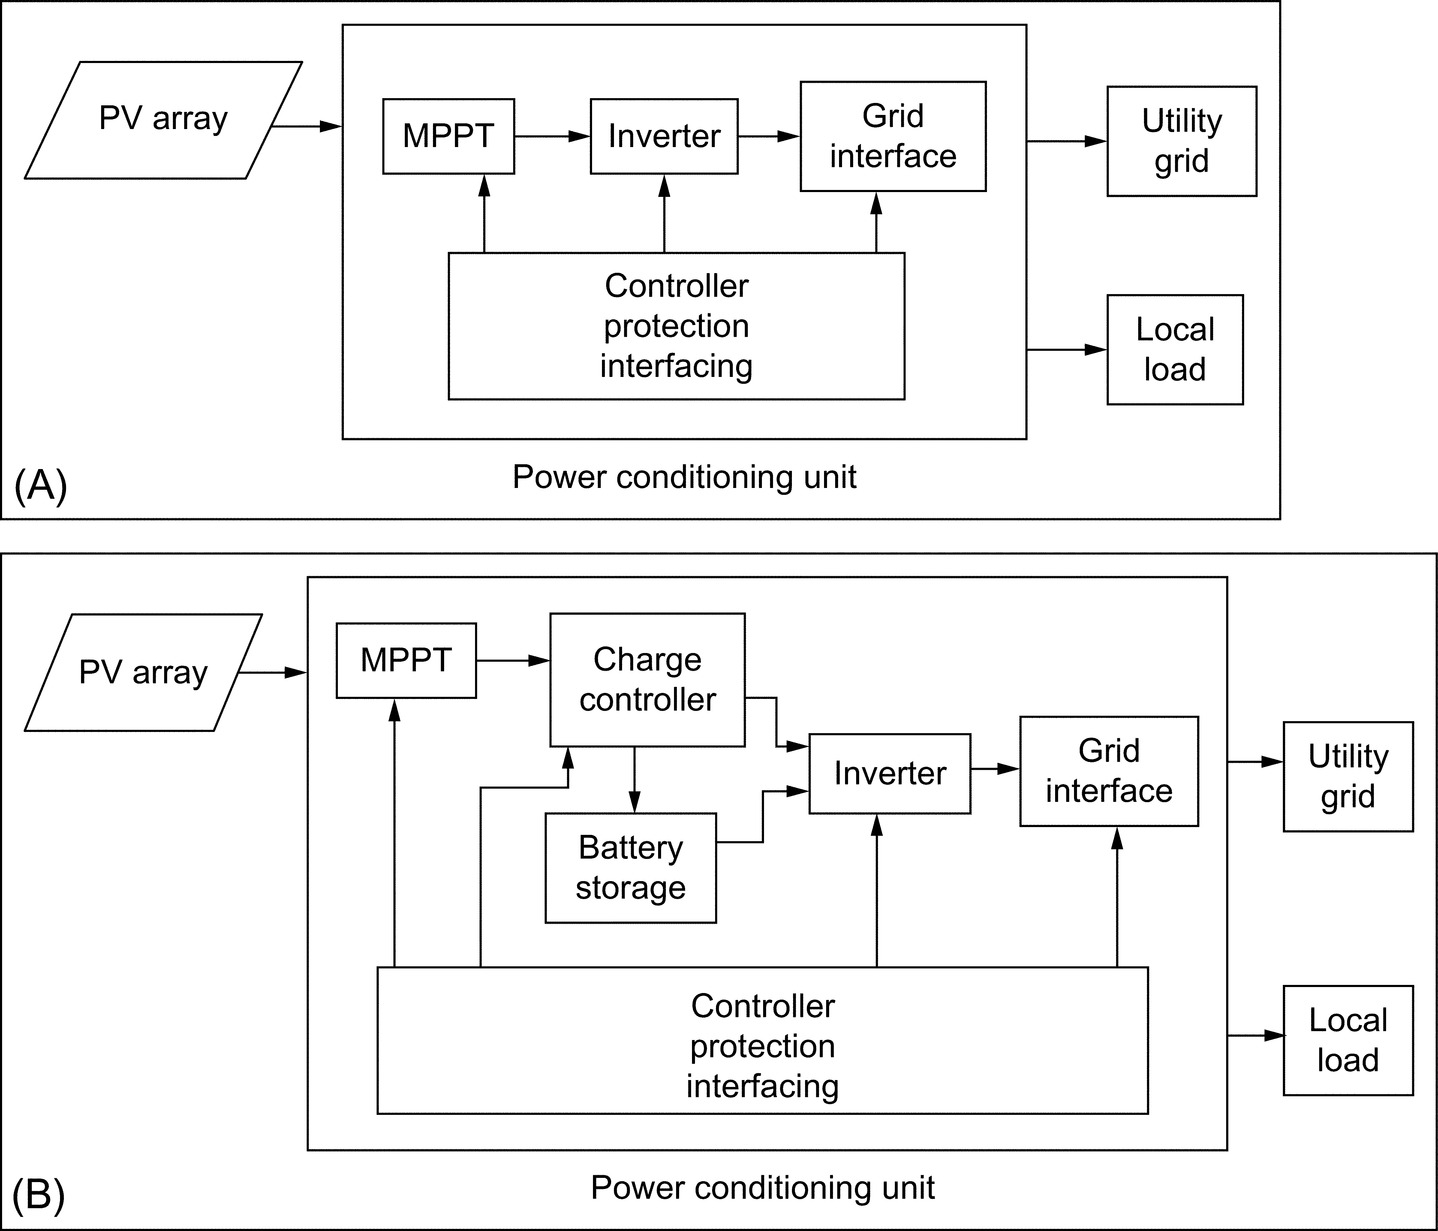 PV array
MPPT
Inverter
Grid
interface
Controller
protection
interfacing
Utility
grid
Local
load
Power conditioning unit
(A)
PV array
MPPT
Charge
controller
Battery
storage
Inverter
Grid
interface
Controller
protection
interfacing
Utility
grid
Local
load
Power conditioning unit
(B)